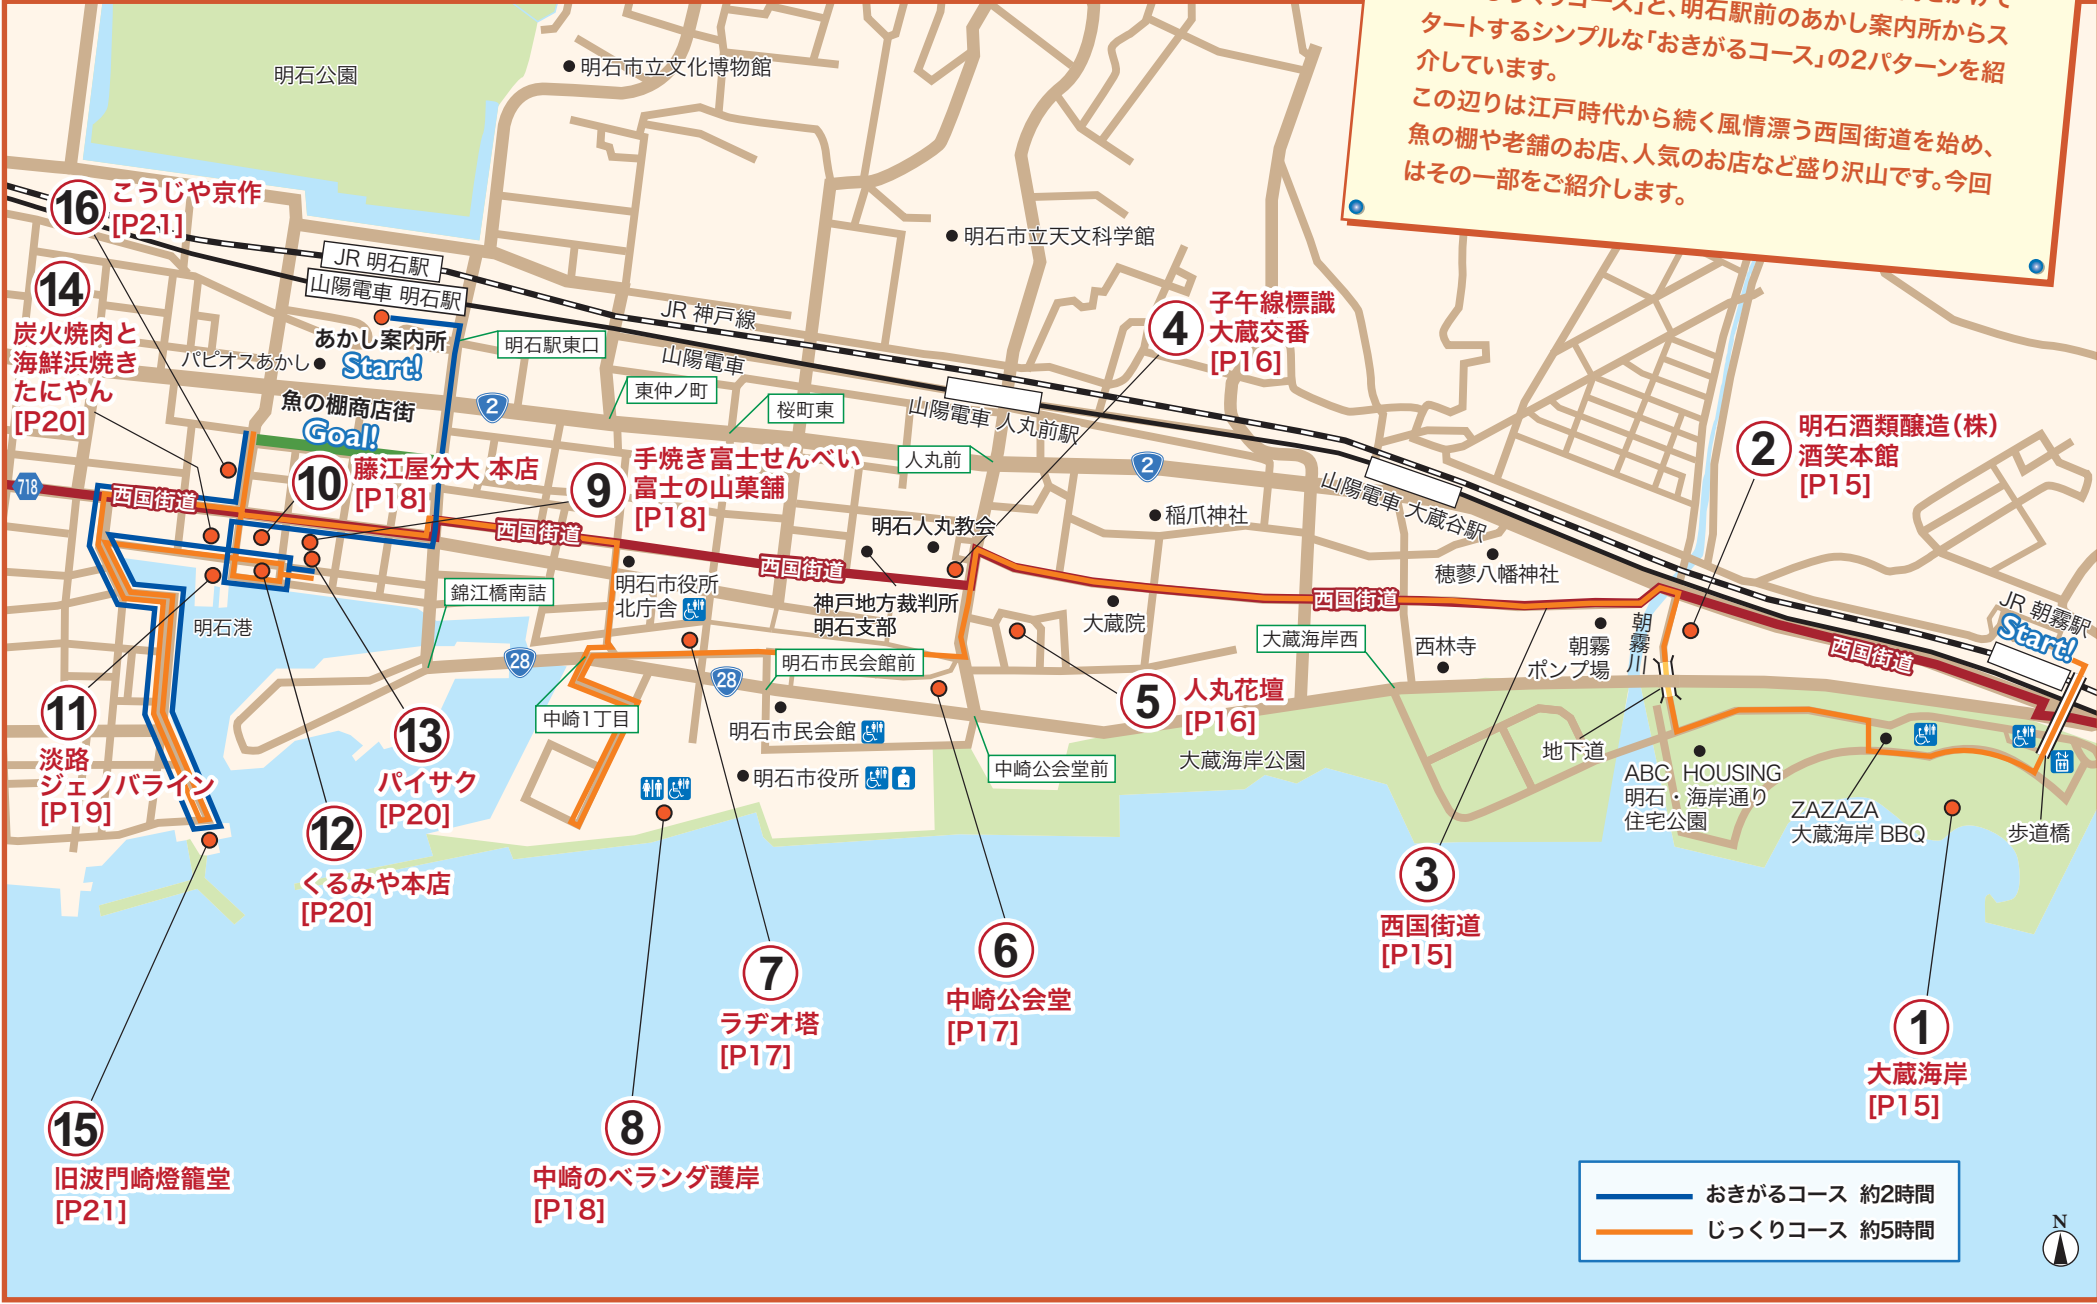 コース」と、明石駅前のあかし案内所からス
タートするシンプルな「おきがるコース」の2パターンを紹
介しています。
この辺りは江戸時代から続く風情漂う西国街道を始め、
魚の棚や老舗のお店、人気のお店など盛り沢山です。今回
はその一部をご紹介します。
明石公園
明石市立文化博物館
明石市立天文科学館
16
こうじや京作
[P21]
JR 明石駅
山陽電車 明石駅
JR 神戸線
山陽電車
14
炭火焼肉と
海鮮浜焼き
たにやん
[P20]
あかし案内所
Start!
パピオスあかし
魚の棚商店街
Goal!
明石駅東口
2
東仲ノ町
桜町東
人丸前
山陽電車 人丸前駅
2
4
子午線標識
大蔵交番
[P16]
山陽電車 大蔵谷駅
2
明石酒類醸造(株)
酒笑本館
[P15]
718
西国街道
10
藤江屋分大 本店
[P18]
9
手焼き富士せんべい
富士の山菓舗
[P18]
西国街道
西国街道
明石人丸教会
稲爪神社
穂蓼八幡神社
明石市役所
北庁舎
神戸地方裁判所
明石支部
大蔵院
西国街道
錦江橋南詰
明石港
28
28
明石市民会館前
大蔵海岸西
西林寺
朝霧
ポンプ場
朝霧川
JR 朝霧駅
Start!
西国街道
11
淡路
ジェノバライン
[P19]
13
パイサク
[P20]
12
くるみや本店
[P20]
中崎1丁目
明石市民会館
明石市役所
5
人丸花壇
[P16]
中崎公会堂前
大蔵海岸公園
地下道
ABC HOUSING
明石・海岸通り
住宅公園
ZAZAZA
大蔵海岸 BBQ
歩道橋
3
西国街道
[P15]
7
ラヂオ塔
[P17]
6
中崎公会堂
[P17]
1
大蔵海岸
[P15]
15
旧波門崎燈籠堂
[P21]
8
中崎のベランダ護岸
[P18]
おきがるコース 約2時間
じっくりコース 約5時間
N